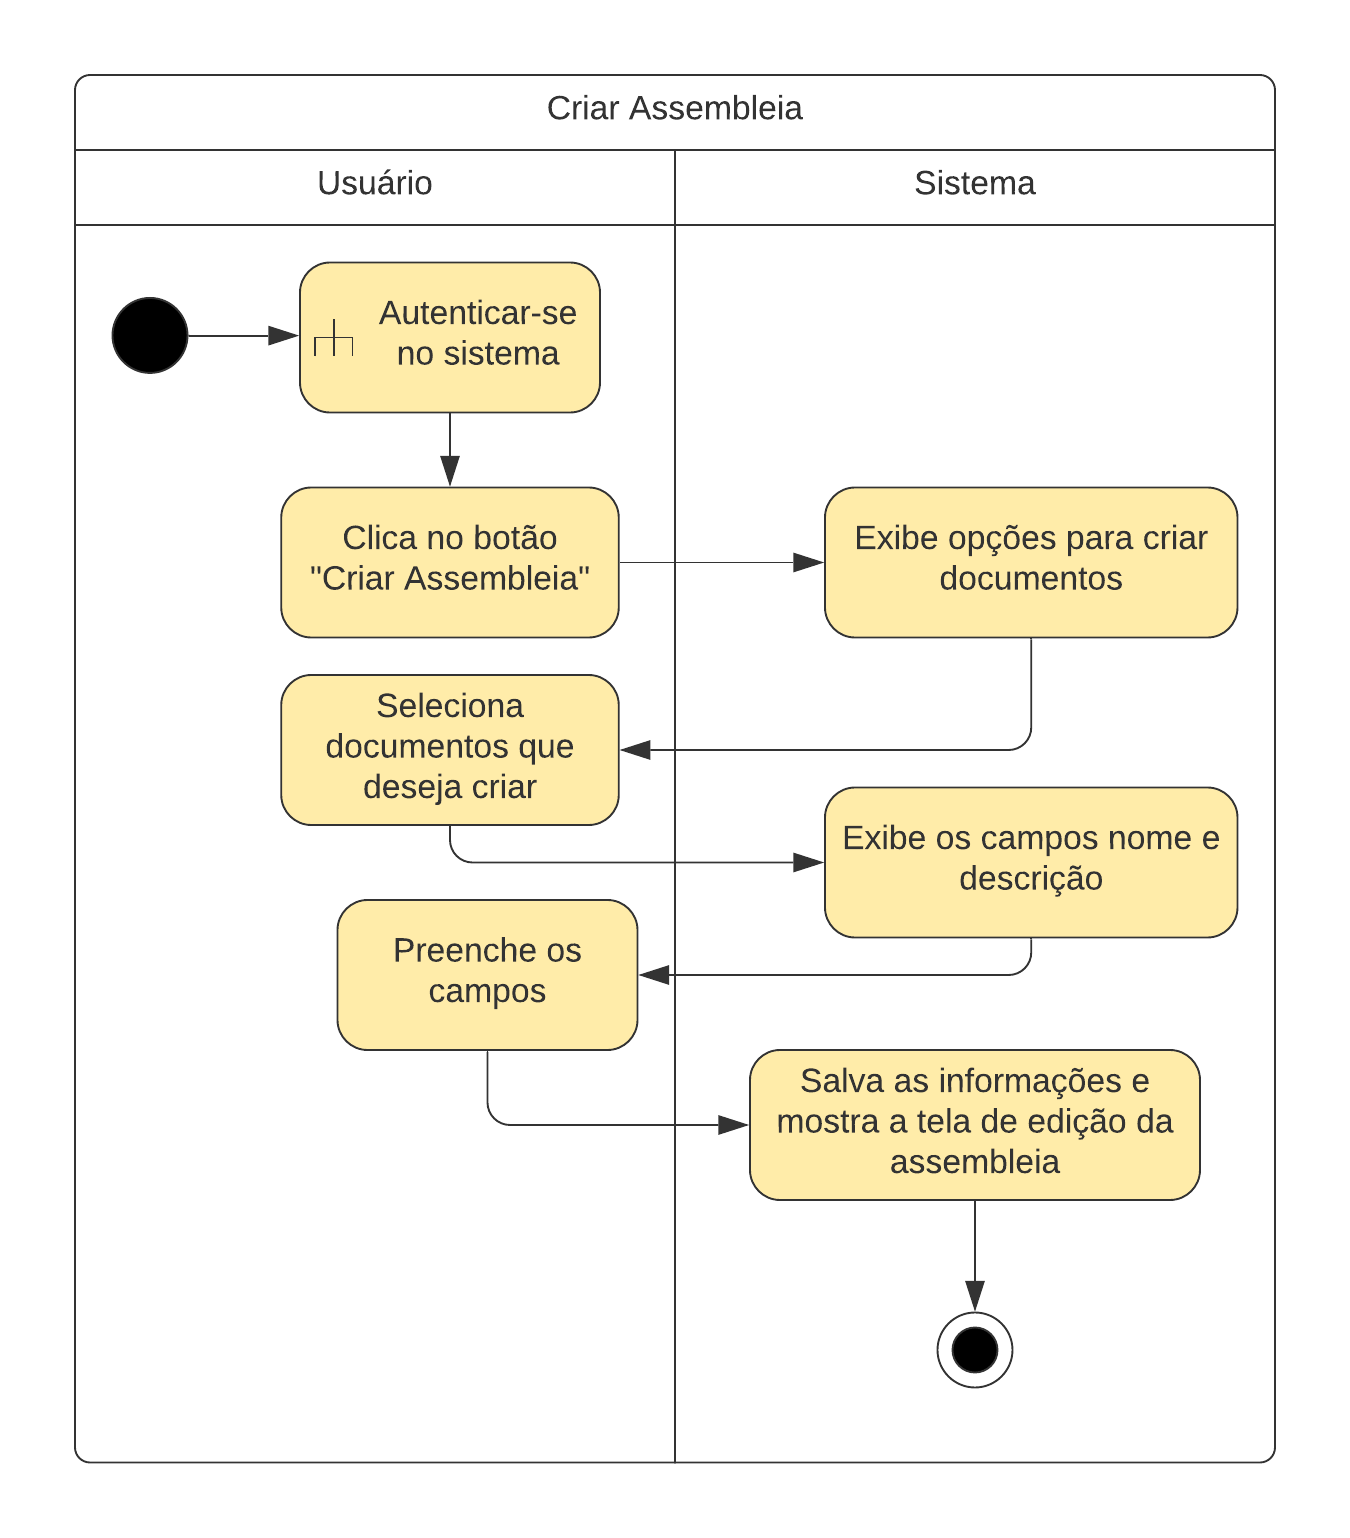 Criar Assembleia
Usuário
Sistema
Autenticar-se
no sistema
Clica no botão
"Criar Assembleia"
Exibe opções para criar
documentos
Seleciona
documentos que
deseja criar
Exibe os campos nome e
descrição
Preenche os
campos
Salva as informações e
mostra a tela de edição da
assembleia